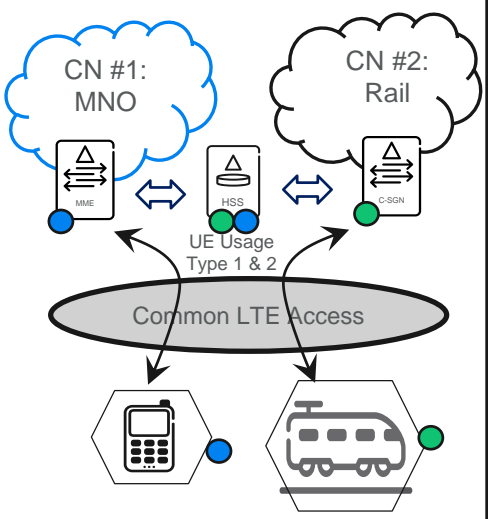 CN #1:
MNO
CN #2:
Rail
MME
HSS
C-SGN
UE Usage
Type 1 & 2
Common LTE Access